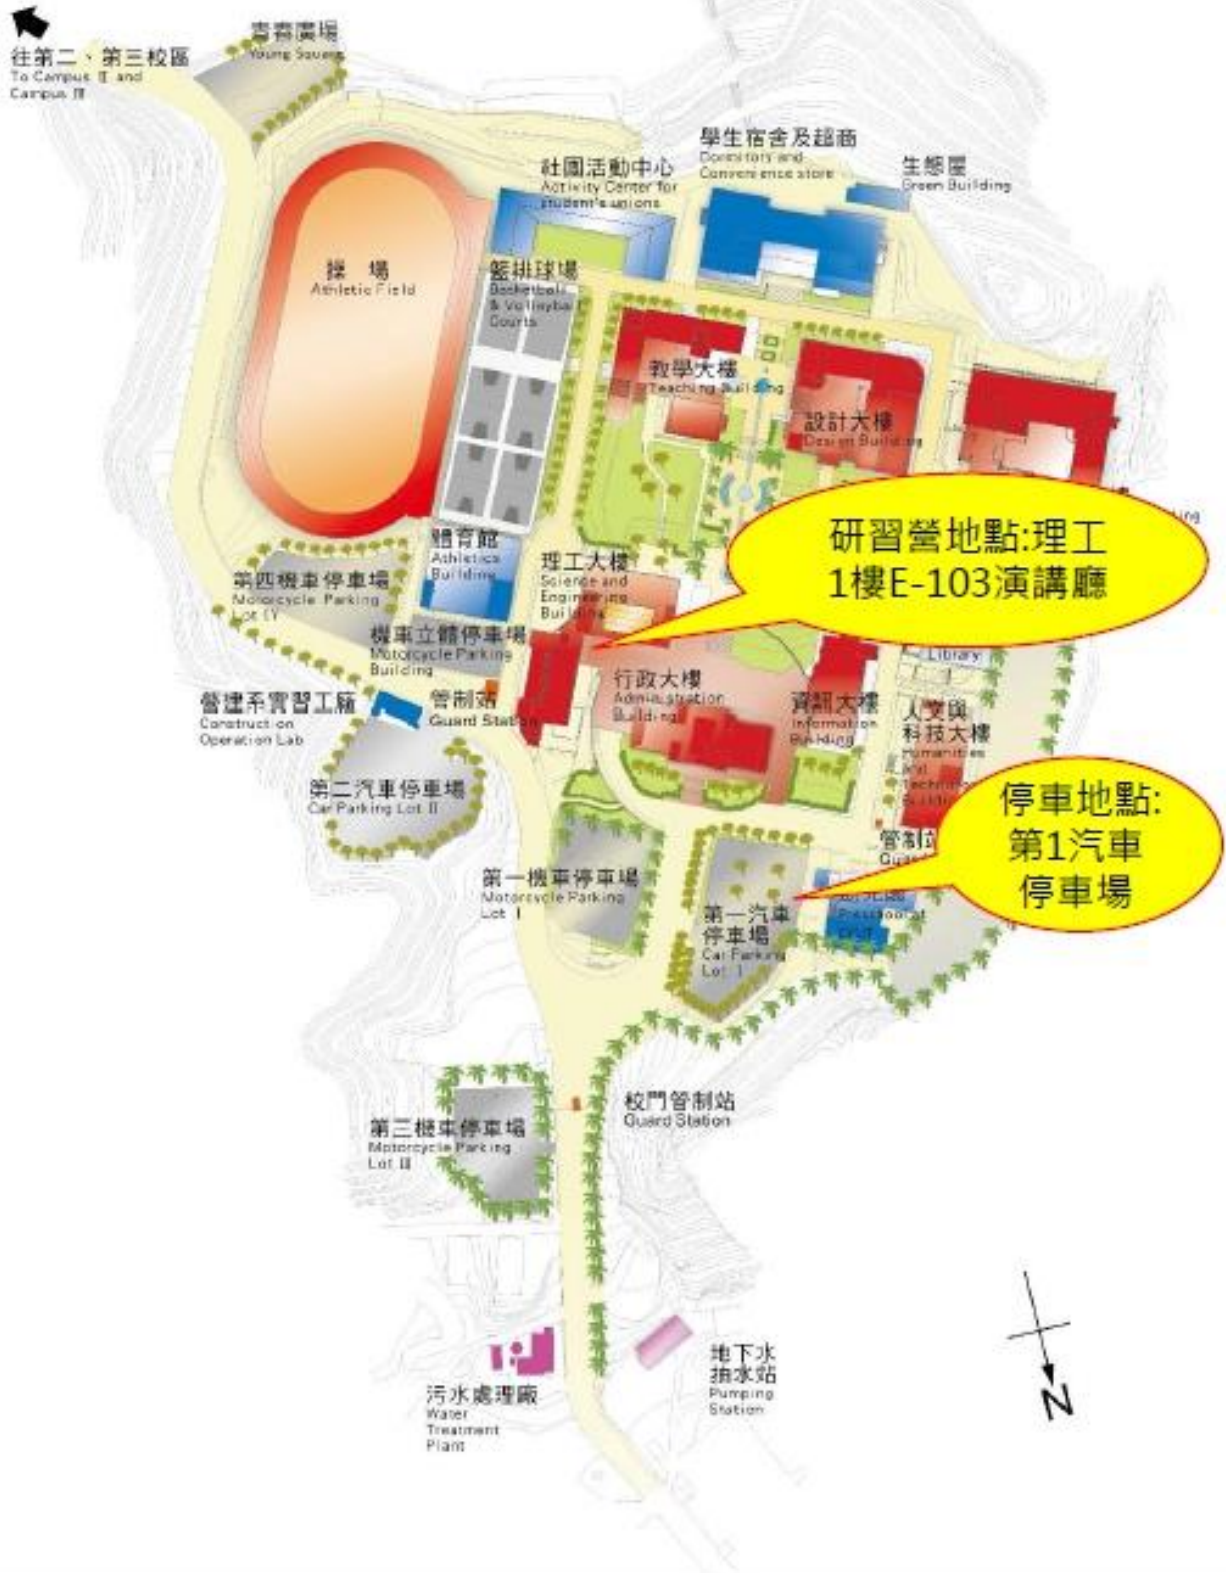 往第二、第三校區
To Campus Ⅱ and
Campus Ⅲ
青春廣場
Young Square
學生宿舍及超商
Dormitory and
Convenience store
生態屋
Green Building
社團活動中心
Activity Center for
student's unions
操 場
Athletic Field
籃排球場
Basketball
& Volleyball
Courts
教學大樓
Teaching Building
設計大樓
Design Building
研習營地點:理工
1樓E-103演講廳
體育館
Athletics
Building
理工大樓
Science and
Engineering
Building
第四機車停車場
Motorcycle Parking
Lot IV
機車立體停車場
Motorcycle Parking
Building
Library
行政大樓
Administration
Building
資訊大樓
Information
Building
人文與
科技大樓
Humanities
and
營建系實習工廠
Construction
Operation Lab
管制站
Guard Station
停車地點:
第1汽車
停車場
第二汽車停車場
Car Parking Lot Ⅱ
管制
第一機車停車場
Motorcycle Parking
Lot Ⅰ
第一汽車
停車場
Car Parking
Lot Ⅰ
校門管制站
Guard Station
第三機車停車場
Motorcycle Parking
Lot Ⅲ
地下水
抽水站
Pumping
Station
污水處理廠
Water
Treatment
Plant
N